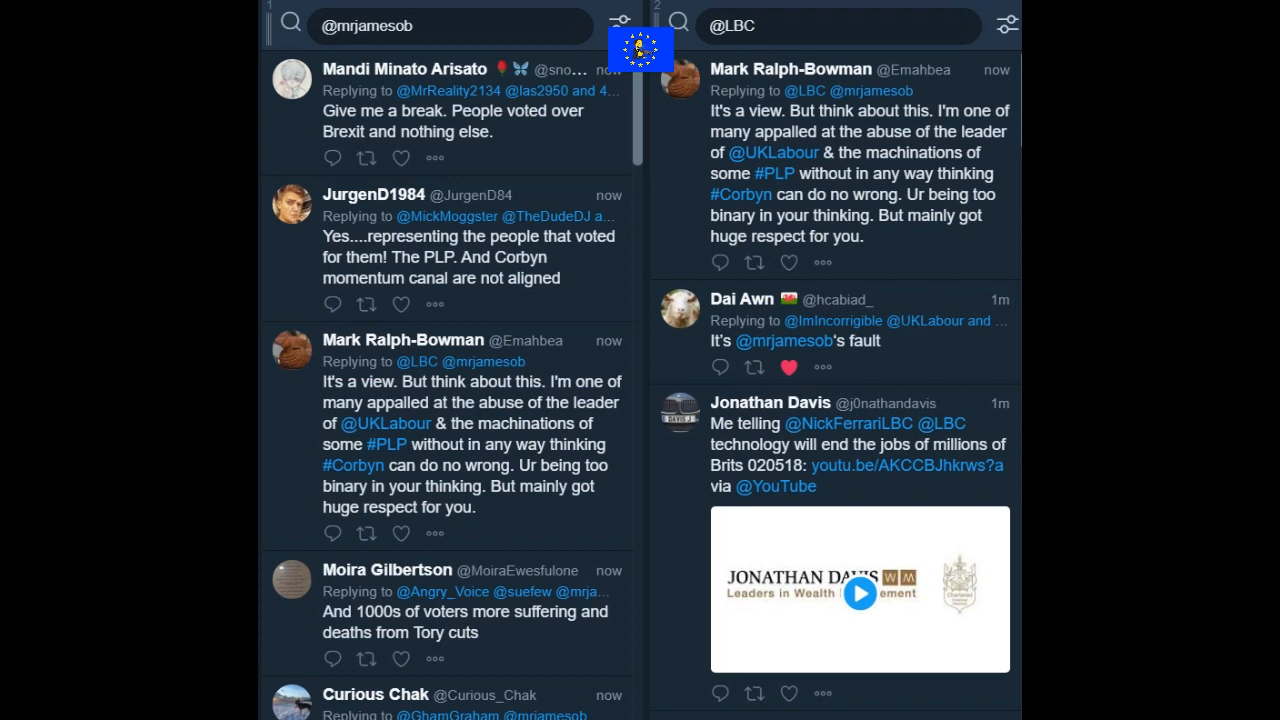 1
@mrjamesob
Mandi Minato Arisato @sno... now
Replying to @MrReality2134 @las2950 and 4...
Give me a break. People voted over
Brexit and nothing else.
JurgenD1984 @JurgenD84 now
Replying to @MickMoggster @TheDudeDJ a...
Yes....representing the people that voted
for them! The PLP. And Corbyn
momentum canal are not aligned
Mark Ralph-Bowman @Emahbea now
Replying to @LBC @mrjamesob
It's a view. But think about this. I'm one of
many appalled at the abuse of the leader
of @UKLabour & the machinations of
some #PLP without in any way thinking
#Corbyn can do no wrong. Ur being too
binary in your thinking. But mainly got
huge respect for you.
Moira Gilbertson @MoiraEwesfulone now
Replying to @Angry_Voice @suefew @mrja...
And 1000s of voters more suffering and
deaths from Tory cuts
Curious Chak @Curious_Chak now
Replying to @GhamGraham @mrjamesob
2
@LBC
Mark Ralph-Bowman @Emahbea now
Replying to @LBC @mrjamesob
It's a view. But think about this. I'm one of
many appalled at the abuse of the leader
of @UKLabour & the machinations of
some #PLP without in any way thinking
#Corbyn can do no wrong. Ur being too
binary in your thinking. But mainly got
huge respect for you.
Dai Awn @hcabiad_ 1m
Replying to @ImIncorrigible @UKLabour and ...
It's @mrjamesob's fault
Jonathan Davis @j0nathandavis 1m
Me telling @NickFerrariLBC @LBC
technology will end the jobs of millions of
Brits 020518: youtu.be/AKCCBJhkrws?a
via @YouTube
DAVIS J
JONATHAN DAVIS WM
Leaders in Wealth ement
Chartered